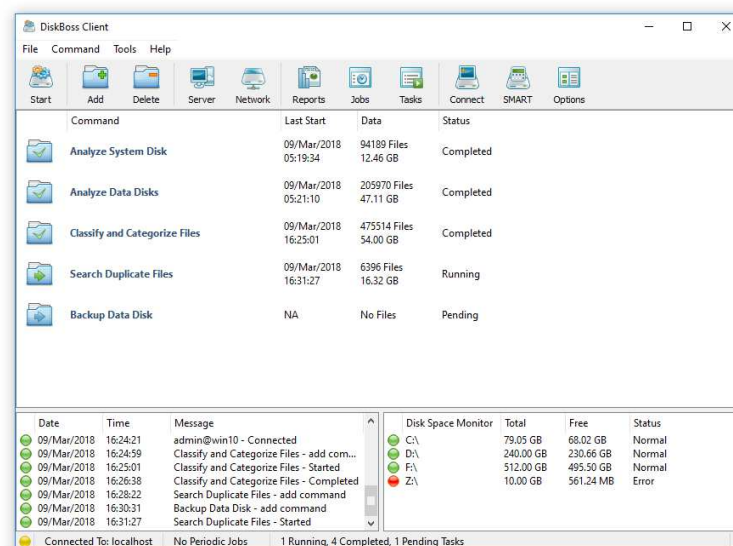 DiskBoss Client
File Command Tools Help
Start Add Delete Server Network Reports Jobs Tasks Connect SMART Options
Command Last Start Data Status
Analyze System Disk 09/Mar/2018 05:19:34 94189 Files 12.46 GB Completed
Analyze Data Disks 09/Mar/2018 05:21:10 205970 Files 47.11 GB Completed
Classify and Categorize Files 09/Mar/2018 16:25:01 475514 Files 54.00 GB Completed
Search Duplicate Files 09/Mar/2018 16:31:27 6396 Files 16.32 GB Running
Backup Data Disk NA No Files Pending
Date Time Message
09/Mar/2018 16:24:21 admin@win10 - Connected
09/Mar/2018 16:24:59 Classify and Categorize Files - add com...
09/Mar/2018 16:25:01 Classify and Categorize Files - Started
09/Mar/2018 16:26:38 Classify and Categorize Files - Completed
09/Mar/2018 16:28:22 Search Duplicate Files - add command
09/Mar/2018 16:30:31 Backup Data Disk - add command
09/Mar/2018 16:31:27 Search Duplicate Files - Started
Disk Space Monitor Total Free Status
C:\ 79.05 GB 68.02 GB Normal
D:\ 240.00 GB 230.66 GB Normal
F:\ 512.00 GB 495.50 GB Normal
Z:\ 10.00 GB 561.24 MB Error
Connected To: localhost No Periodic Jobs 1 Running, 4 Completed, 1 Pending Tasks